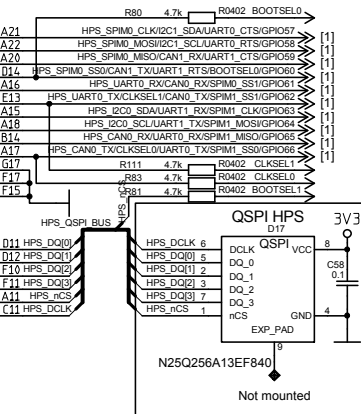 R80 4.7k R0402 BOOTSEL0
A21 HPS_SPIM0_CLK/I2C1_SDA/UART0_CTS/GPIO57 [1]
A22 HPS_SPIM0_MOSI/I2C1_SCL/UART0_RTS/GPIO58 [1]
A20 HPS_SPIM0_MISO/CAN1_RX/UART1_CTS/GPIO59 [1]
D14 HPS_SPIM0_SS0/CAN1_TX/UART1_RTS/BOOTSEL0/GPIO60 [1]
A16 HPS_UART0_RX/CAN0_RX/SPIM0_SS1/GPIO61 [1]
E13 HPS_UART0_TX/CLKSEL1/CAN0_TX/SPIM1_SS1/GPIO62 [1]
A15 HPS_I2C0_SDA/UART1_RX/SPIM1_CLK/GPIO63 [1]
A18 HPS_I2C0_SCL/UART1_TX/SPIM1_MOSI/GPIO64 [1]
B14 HPS_CAN0_RX/UART0_RX/SPIM1_MISO/GPIO65 [1]
A17 HPS_CAN0_TX/CLKSEL0/UART0_TX/SPIM1_SS0/GPIO66 [1]
G17 R111 4.7k R0402 CLKSEL1
F17 R83 4.7k R0402 CLKSEL0
F15 R81 4.7k R0402 BOOTSEL1
HPS_nCS
HPS_QSPI_BUS
QSPI HPS 3V3
D17
D11 HPS_DQ[0] HPS_DCLK 6 DCLK QSPI VCC 8
D12 HPS_DQ[1] HPS_DQ[0] 5 DQ_0 C58
F10 HPS_DQ[2] HPS_DQ[1] 2 DQ_1 0.1
F11 HPS_DQ[3] HPS_DQ[2] 3 DQ_2
A11 HPS_nCS HPS_DQ[3] 7 DQ_3
C11 HPS_DCLK HPS_nCS 1 nCS GND 4
EXP_PAD
9
N25Q256A13EF840
Not mounted